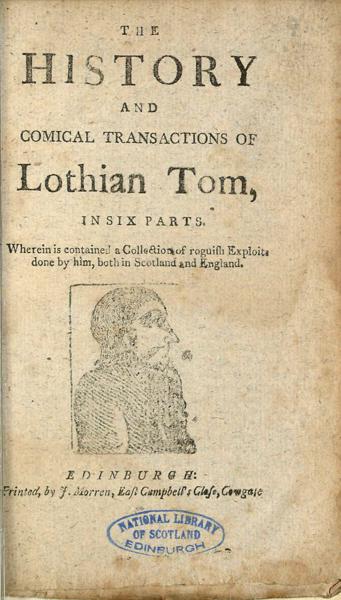 THE
HISTORY
AND
COMICAL TRANSACTIONS OF
Lothian Tom,
IN SIX PARTS.
Wherein is contained a Collection of roguiſh Exploits
done by him, both in Scotland and England.
EDINBURGH:
Printed, by J. Morren, Eaſt Campbell's Cloſe, Cowgate
NATIONAL LIBRARY
OF SCOTLAND
EDINBURGH